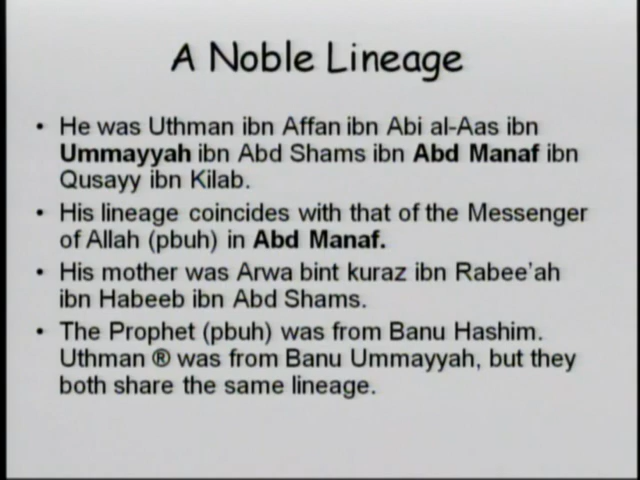 A Noble Lineage
• He was Uthman ibn Affan ibn Abi al-Aas ibn
Ummayyah ibn Abd Shams ibn Abd Manaf ibn
Qusayy ibn Kilab.
• His lineage coincides with that of the Messenger
of Allah (pbuh) in Abd Manaf.
• His mother was Arwa bint kuraz ibn Rabee'ah
ibn Habeeb ibn Abd Shams.
• The Prophet (pbuh) was from Banu Hashim.
Uthman ® was from Banu Ummayyah, but they
both share the same lineage.